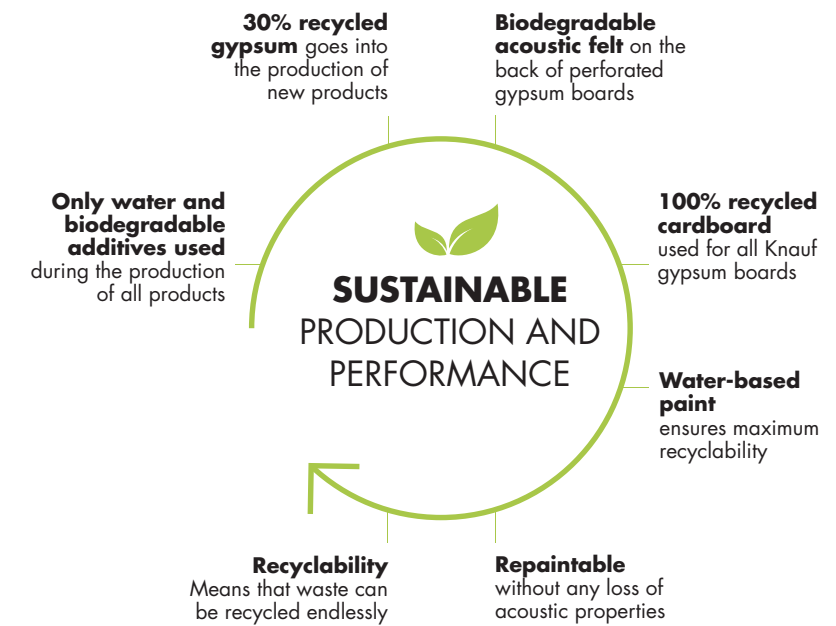 30% recycled
gypsum goes into
the production of
new products
Biodegradable
acoustic felt on the
back of perforated
gypsum boards
Only water and
biodegradable
additives used
during the production
of all products
100% recycled
cardboard
used for all Knauf
gypsum boards
SUSTAINABLE
PRODUCTION AND
PERFORMANCE
Water-based
paint
ensures maximum
recyclability
Recyclability
Means that waste can
be recycled endlessly
Repaintable
without any loss of
acoustic properties